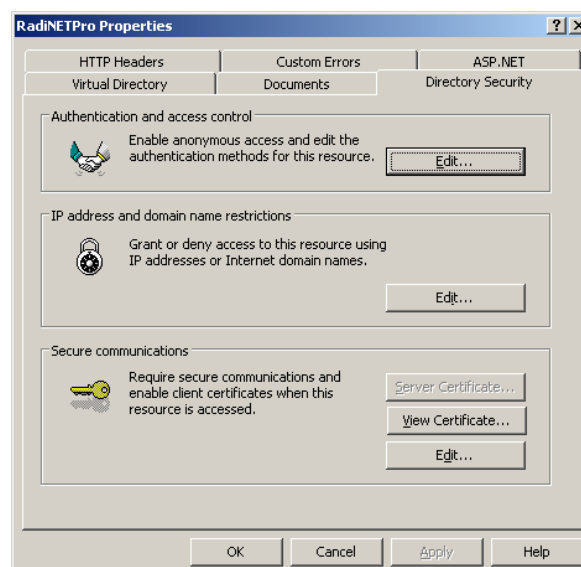 RadiNETPro Properties
HTTP Headers
Custom Errors
ASP.NET
Virtual Directory
Documents
Directory Security
Authentication and access control
Enable anonymous access and edit the
authentication methods for this resource.
Edit...
IP address and domain name restrictions
Grant or deny access to this resource using
IP addresses or Internet domain names.
Edit...
Secure communications
Require secure communications and
enable client certificates when this
resource is accessed.
Server Certificate...
View Certificate...
Edit...
OK
Cancel
Apply
Help